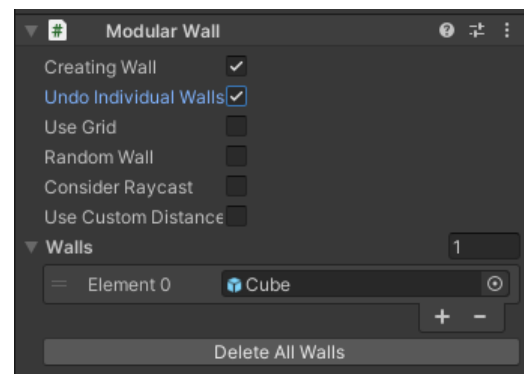 # Modular Wall
Creating Wall
Undo Individual Walls
Use Grid
Random Wall
Consider Raycast
Use Custom Distance
Walls 1
Element 0 Cube
+ -
Delete All Walls